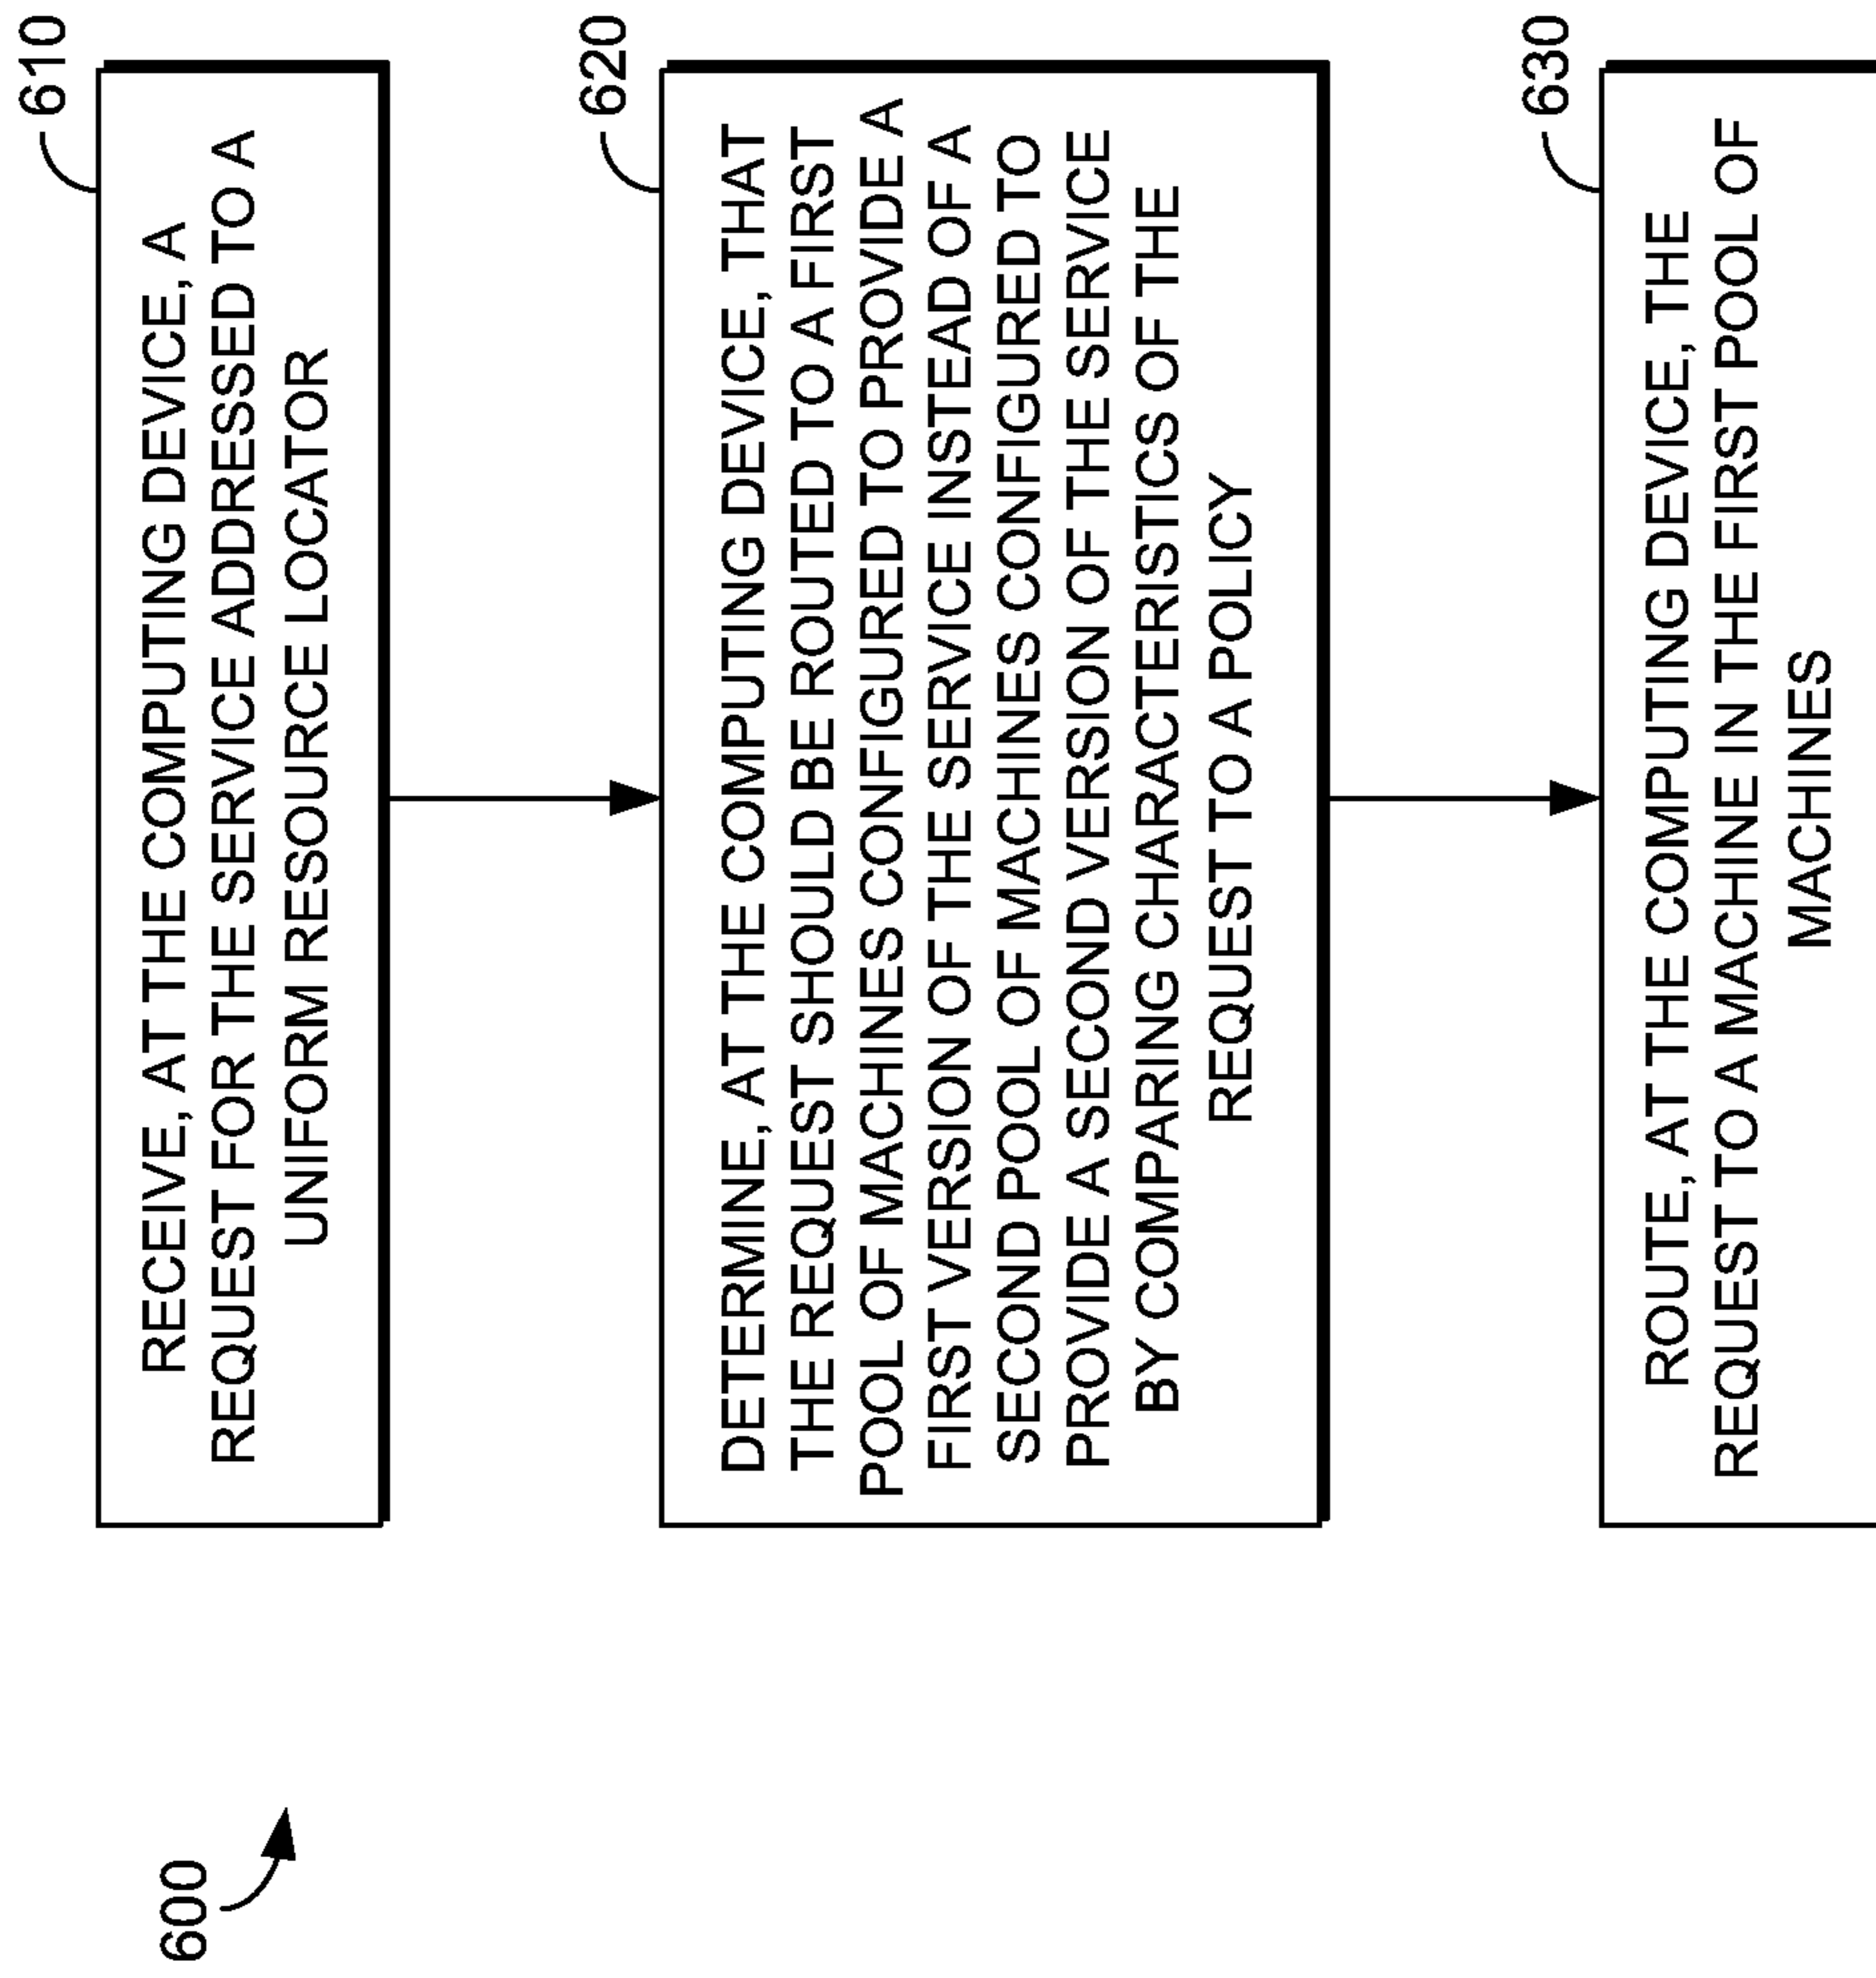 600
610
RECEIVE, AT THE COMPUTING DEVICE, A
REQUEST FOR THE SERVICE ADDRESSED TO A
UNIFORM RESOURCE LOCATOR
620
DETERMINE, AT THE COMPUTING DEVICE, THAT
THE REQUEST SHOULD BE ROUTED TO A FIRST
POOL OF MACHINES CONFIGURED TO PROVIDE A
FIRST VERSION OF THE SERVICE INSTEAD OF A
SECOND POOL OF MACHINES CONFIGURED TO
PROVIDE A SECOND VERSION OF THE SERVICE
BY COMPARING CHARACTERISTICS OF THE
REQUEST TO A POLICY
630
ROUTE, AT THE COMPUTING DEVICE, THE
REQUEST TO A MACHINE IN THE FIRST POOL OF
MACHINES